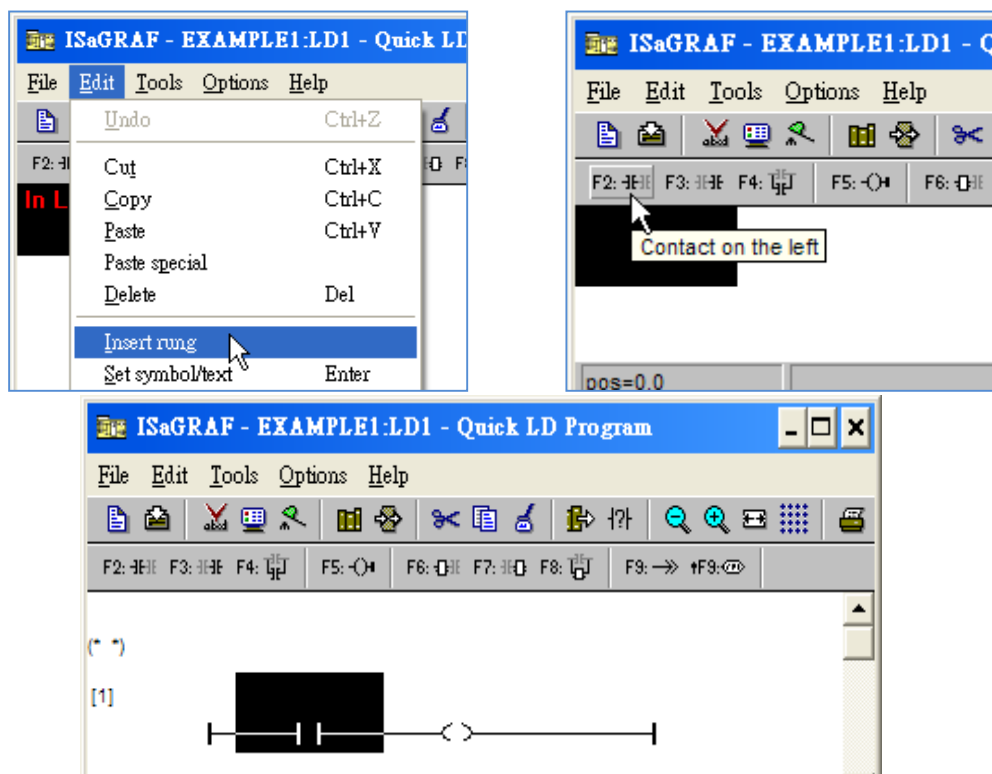 ISaGRAF - EXAMPLE1:LD1 - Quick LD
File Edit Tools Options Help
Undo Ctrl+Z
Cut Ctrl+X
Copy Ctrl+C
Paste Ctrl+V
Paste special
Delete Del
Insert rung
Set symbol/text Enter
F2:
In L
ISaGRAF - EXAMPLE1:LD1 - Q
File Edit Tools Options Help
F2: F3: F4: F5: F6:
Contact on the left
pos=0,0
ISaGRAF - EXAMPLE1:LD1 - Quick LD Program
File Edit Tools Options Help
F2: F3: F4: F5: F6: F7: F8: F9: F9:
(* *)
[1]